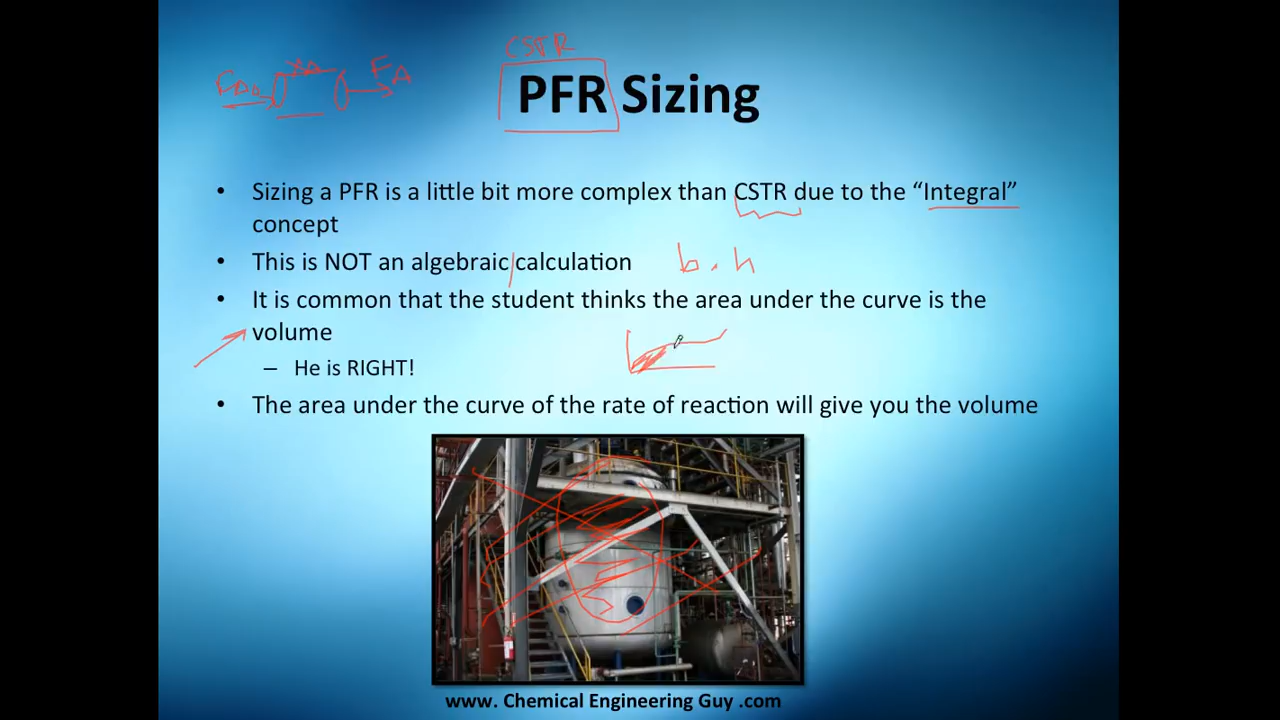 CSTR
FA0 XA FA
PFR Sizing
• Sizing a PFR is a little bit more complex than CSTR due to the “Integral”
concept
• This is NOT an algebraic calculation b . h
• It is common that the student thinks the area under the curve is the
volume
– He is RIGHT!
• The area under the curve of the rate of reaction will give you the volume
www. Chemical Engineering Guy .com